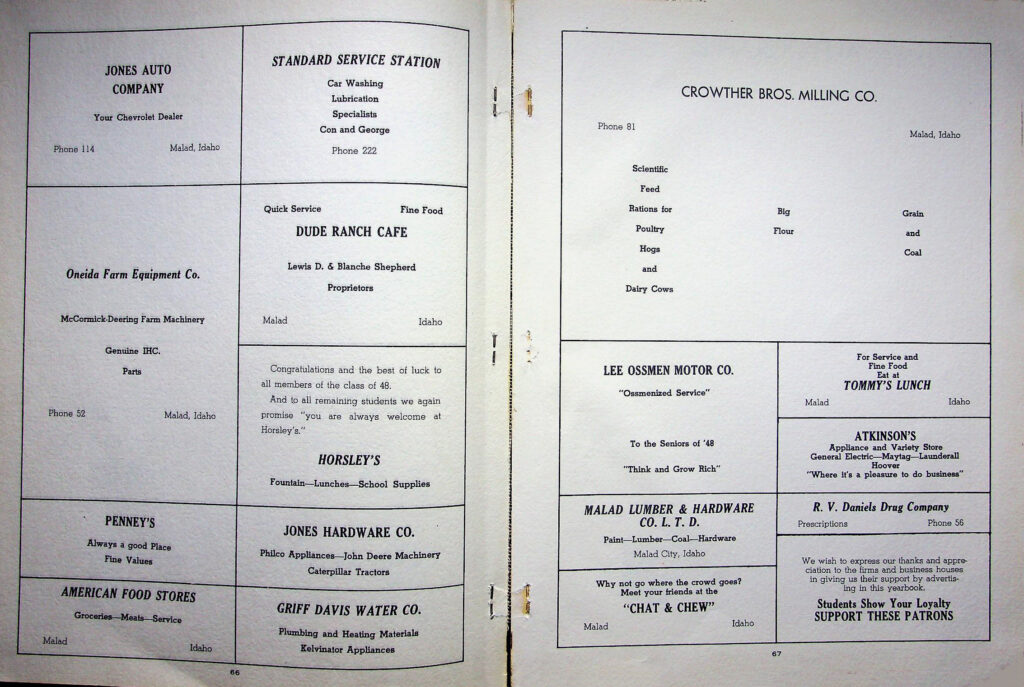 JONES AUTO
COMPANY
Your Chevrolet Dealer
Phone 114 Malad, Idaho
STANDARD SERVICE STATION
Car Washing
Lubrication
Specialists
Con and George
Phone 222
Oneida Farm Equipment Co.
McCormick-Deering Farm Machinery
Genuine IHC.
Parts
Phone 52 Malad, Idaho
Quick Service Fine Food
DUDE RANCH CAFE
Lewis D. & Blanche Shepherd
Proprietors
Malad Idaho
Congratulations and the best of luck to
all members of the class of 48.
And to all remaining students we again
promise "you are always welcome at
Horsley's."
HORSLEY'S
Fountain—Lunches—School Supplies
PENNEY'S
Always a good Place
Fine Values
JONES HARDWARE CO.
Philco Appliances—John Deere Machinery
Caterpillar Tractors
AMERICAN FOOD STORES
Groceries—Meats—Service
Malad Idaho
GRIFF DAVIS WATER CO.
Plumbing and Heating Materials
Kelvinator Appliances
66
CROWTHER BROS. MILLING CO.
Phone 81
Malad, Idaho
Scientific
Feed
Rations for
Poultry
Hogs
and
Dairy Cows
Big
Flour
Grain
and
Coal
LEE OSSMEN MOTOR CO.
"Ossmenized Service"
To the Seniors of '48
"Think and Grow Rich"
For Service and
Fine Food
Eat at
TOMMY'S LUNCH
Malad Idaho
ATKINSON'S
Appliance and Variety Store
General Electric—Maytag—Launderall
Hoover
"Where it's a pleasure to do business"
MALAD LUMBER & HARDWARE
CO. L. T. D.
Paint—Lumber—Coal—Hardware
Malad City, Idaho
R. V. Daniels Drug Company
Prescriptions Phone 56
Why not go where the crowd goes?
Meet your friends at the
"CHAT & CHEW"
Malad Idaho
We wish to express our thanks and appre-
ciation to the firms and business houses
in giving us their support by advertis-
ing in this yearbook.
Students Show Your Loyalty
SUPPORT THESE PATRONS
67